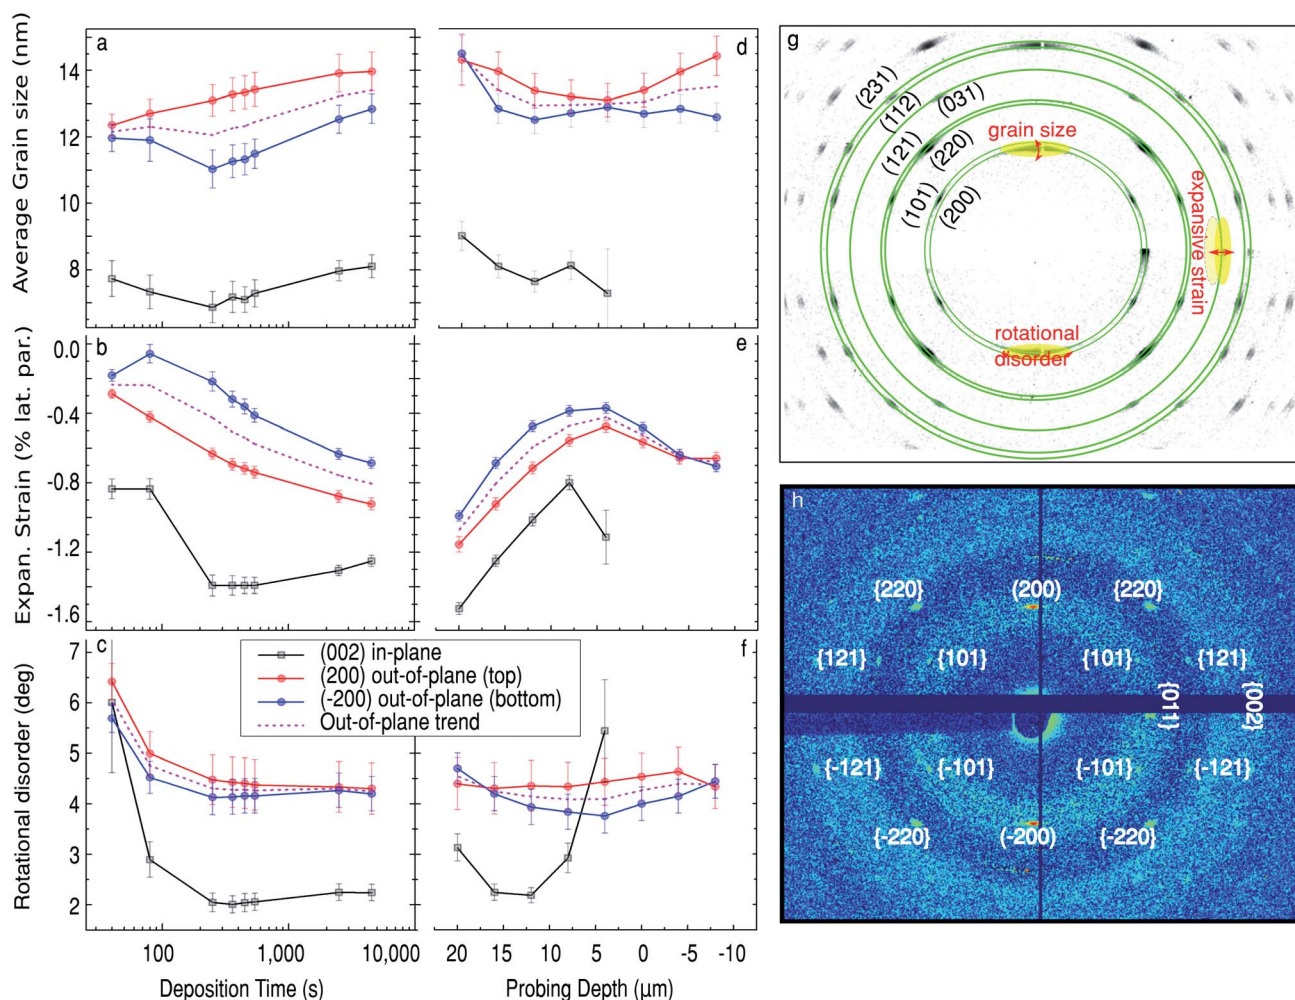 a
Average Grain size (nm)
14
12
10
8
d
b
Expan. Strain (% lat. par.)
0.0
-0.4
-0.8
-1.2
-1.6
e
c
Rotational disorder (deg)
7
6
5
4
3
2
f
(002) in-plane
(200) out-of-plane (top)
(-200) out-of-plane (bottom)
Out-of-plane trend
100 1,000 10,000
Deposition Time (s)
20 15 10 5 0 -5 -10
Probing Depth (μm)
g
(231)
(112)
(031)
(121)
(220)
(101)
(200)
grain size
expansive strain
rotational
disorder
h
{220} (200) {220}
{121} {101} {101} {121}
{011} {002}
{-121} {-101} {-101} {-121}
{-220} (-200) {-220}